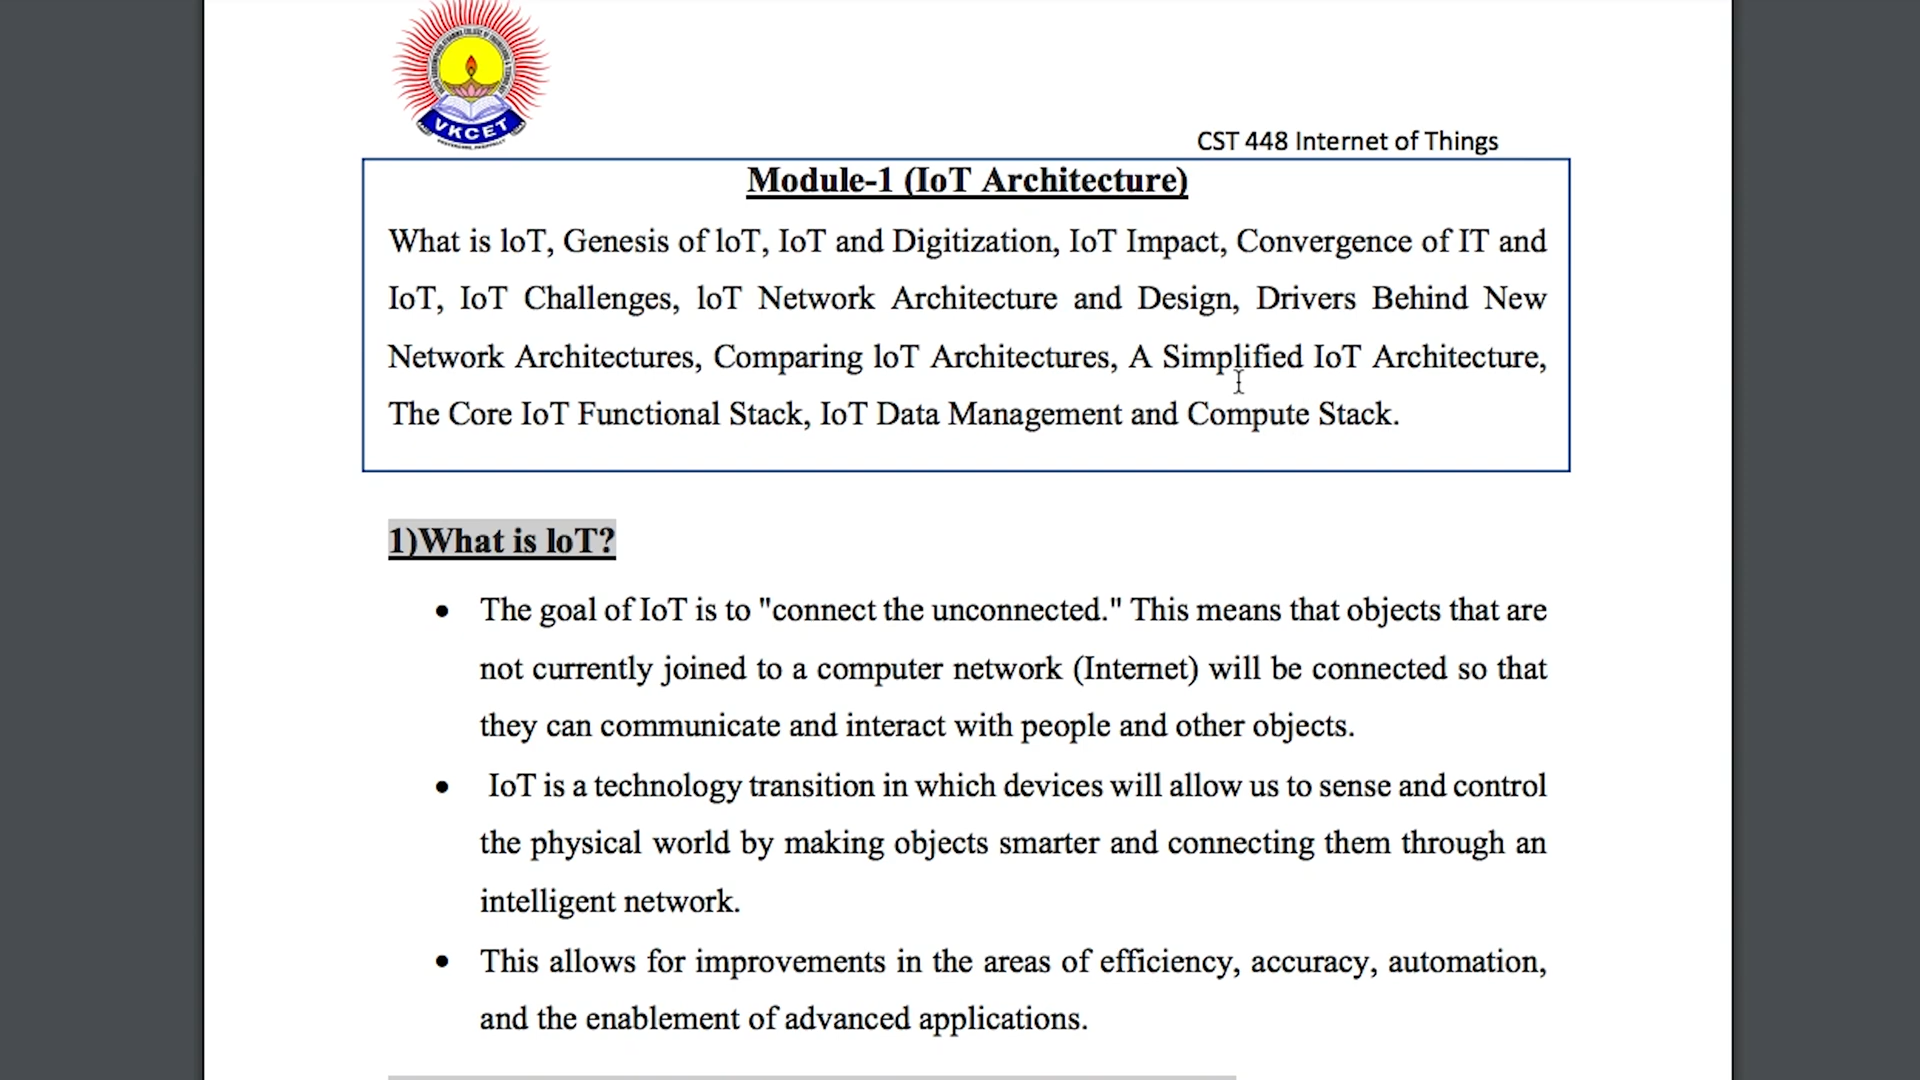 VKCET
CST 448 Internet of Things
Module-1 (IoT Architecture)
What is loT, Genesis of loT, IoT and Digitization, IoT Impact, Convergence of IT and
IoT, IoT Challenges, loT Network Architecture and Design, Drivers Behind New
Network Architectures, Comparing loT Architectures, A Simplified IoT Architecture,
The Core IoT Functional Stack, IoT Data Management and Compute Stack.
1)What is loT?
• The goal of IoT is to "connect the unconnected." This means that objects that are
not currently joined to a computer network (Internet) will be connected so that
they can communicate and interact with people and other objects.
• IoT is a technology transition in which devices will allow us to sense and control
the physical world by making objects smarter and connecting them through an
intelligent network.
• This allows for improvements in the areas of efficiency, accuracy, automation,
and the enablement of advanced applications.